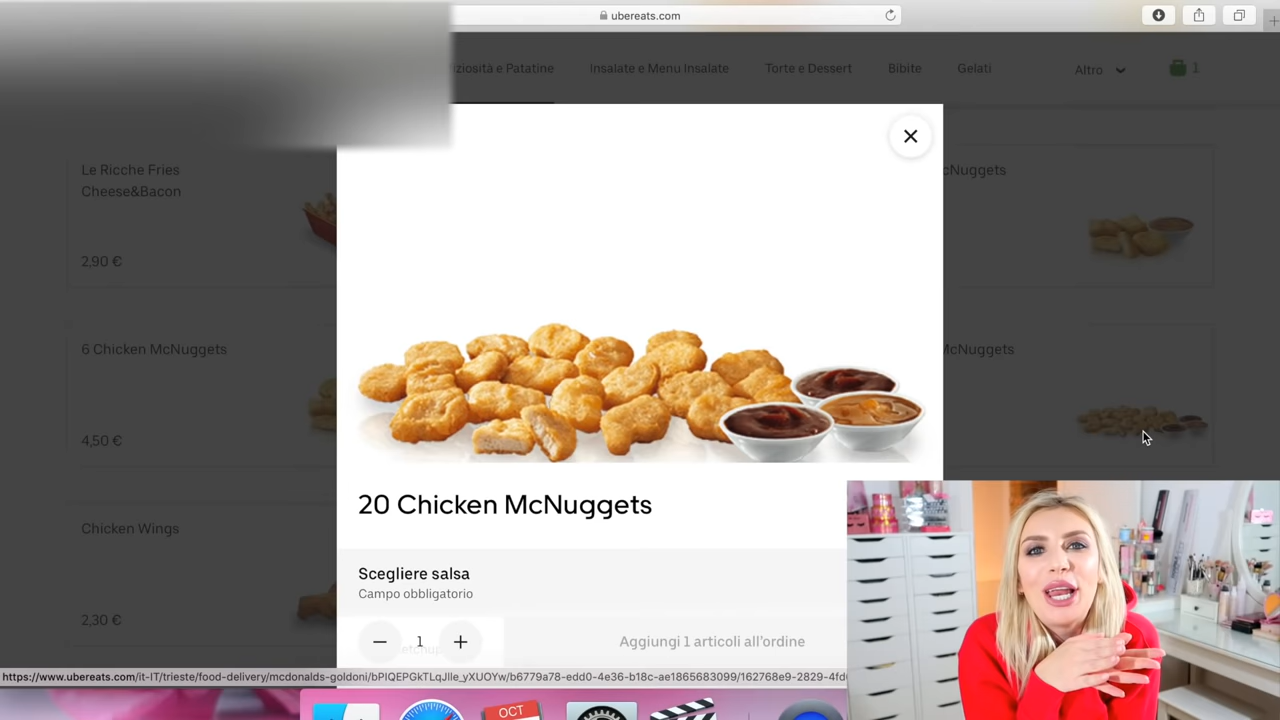 ubereats.com
iziosità e Patatine
Insalate e Menu Insalate
Torte e Dessert
Bibite
Gelati
Altro
1
Le Ricche Fries
Cheese&Bacon
2,90 €
cNuggets
6 Chicken McNuggets
4,50 €
McNuggets
Chicken Wings
2,30 €
20 Chicken McNuggets
Scegliere salsa
Campo obbligatorio
1
Aggiungi 1 articoli all'ordine
https://www.ubereats.com/it-IT/trieste/food-delivery/mcdonalds-goldoni/bPIQEPGkTLqJIie_yXUOYw/b6779a78-edd0-4e36-b18c-ae1865683099/162768e9-2829-4fd
OCT